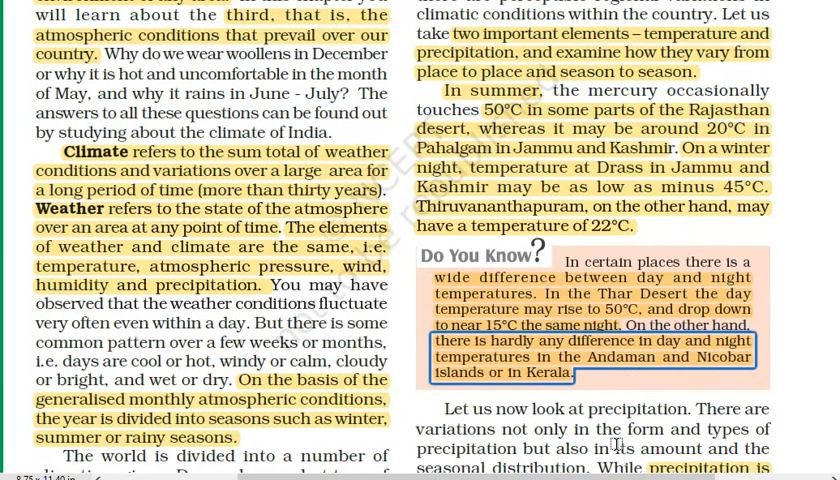 will learn about the third, that is, the
atmospheric conditions that prevail over our
country. Why do we wear woollens in December
or why it is hot and uncomfortable in the month
of May, and why it rains in June - July? The
answers to all these questions can be found out
by studying about the climate of India.
Climate refers to the sum total of weather
conditions and variations over a large area for
a long period of time (more than thirty years).
Weather refers to the state of the atmosphere
over an area at any point of time. The elements
of weather and climate are the same, i.e.
temperature, atmospheric pressure, wind,
humidity and precipitation. You may have
observed that the weather conditions fluctuate
very often even within a day. But there is some
common pattern over a few weeks or months,
i.e. days are cool or hot, windy or calm, cloudy
or bright, and wet or dry. On the basis of the
generalised monthly atmospheric conditions,
the year is divided into seasons such as winter,
summer or rainy seasons.
The world is divided into a number of
climatic conditions within the country. Let us
take two important elements – temperature and
precipitation, and examine how they vary from
place to place and season to season.
In summer, the mercury occasionally
touches 50°C in some parts of the Rajasthan
desert, whereas it may be around 20°C in
Pahalgam in Jammu and Kashmir. On a winter
night, temperature at Drass in Jammu and
Kashmir may be as low as minus 45°C.
Thiruvananthapuram, on the other hand, may
have a temperature of 22°C.
Do You Know?
In certain places there is a
wide difference between day and night
temperatures. In the Thar Desert the day
temperature may rise to 50°C, and drop down
to near 15°C the same night. On the other hand,
there is hardly any difference in day and night
temperatures in the Andaman and Nicobar
islands or in Kerala.
Let us now look at precipitation. There are
variations not only in the form and types of
precipitation but also in its amount and the
seasonal distribution. While precipitation is
8.75 x 11.40 in